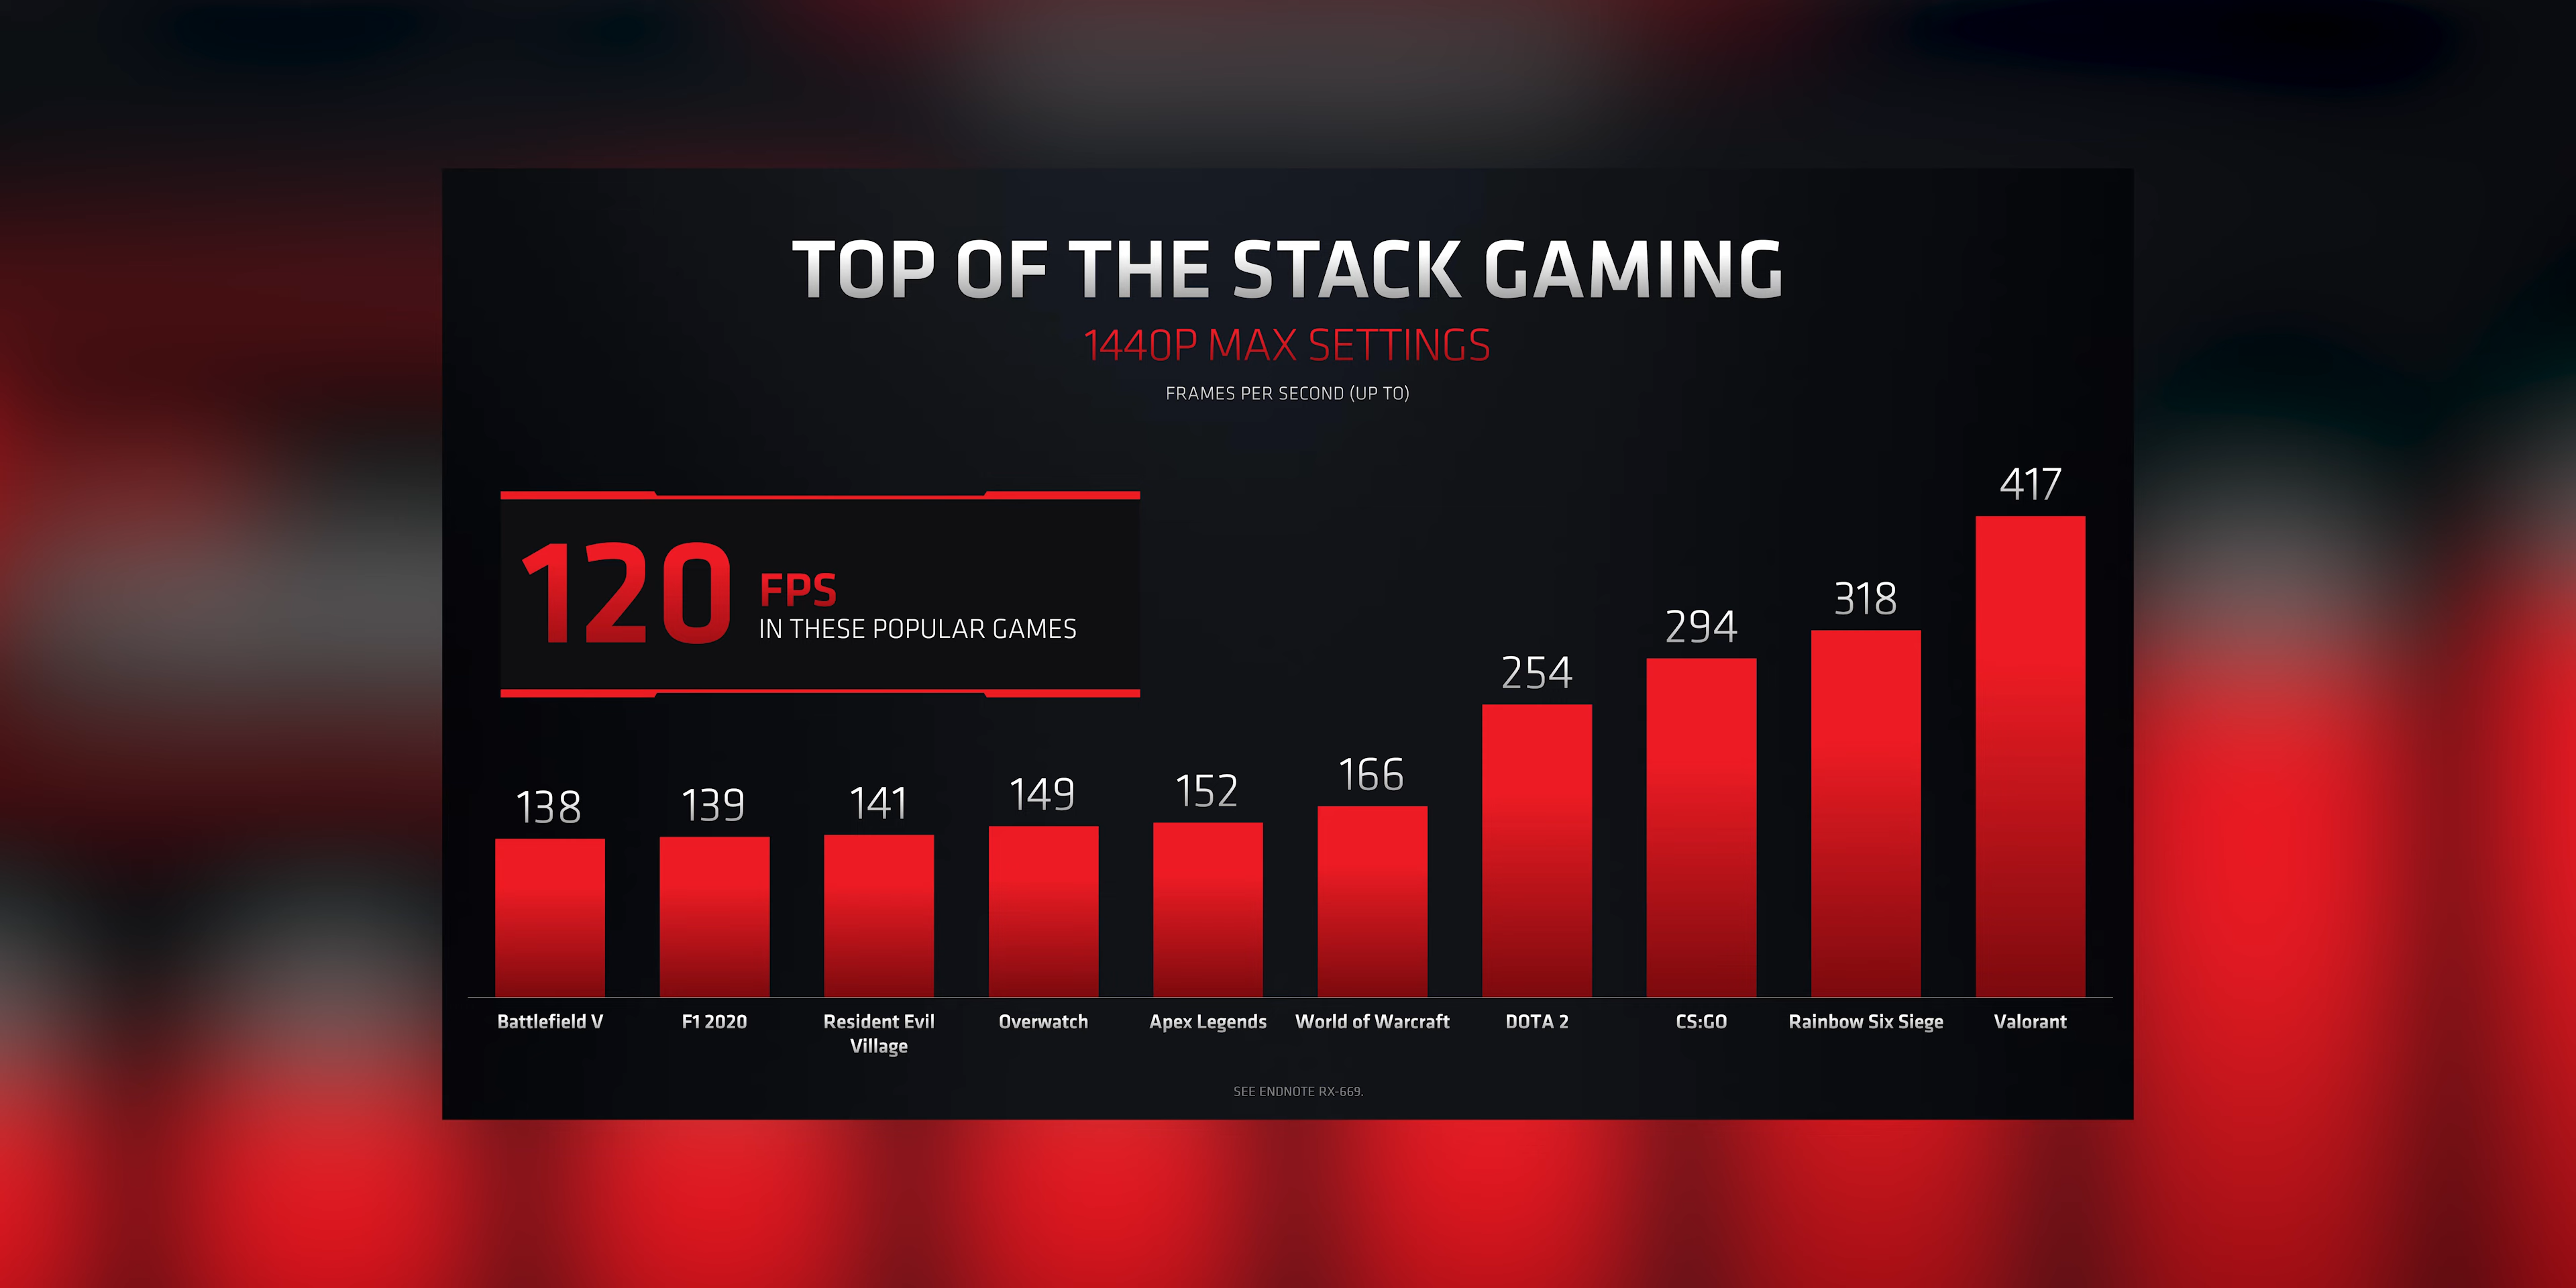 TOP OF THE STACK GAMING
1440P MAX SETTINGS
FRAMES PER SECOND (UP TO)
120 FPS
IN THESE POPULAR GAMES
138
139
141
149
152
166
254
294
318
417
Battlefield V
F1 2020
Resident Evil
Village
Overwatch
Apex Legends
World of Warcraft
DOTA 2
CS:GO
Rainbow Six Siege
Valorant
SEE ENDNOTE RX-669.